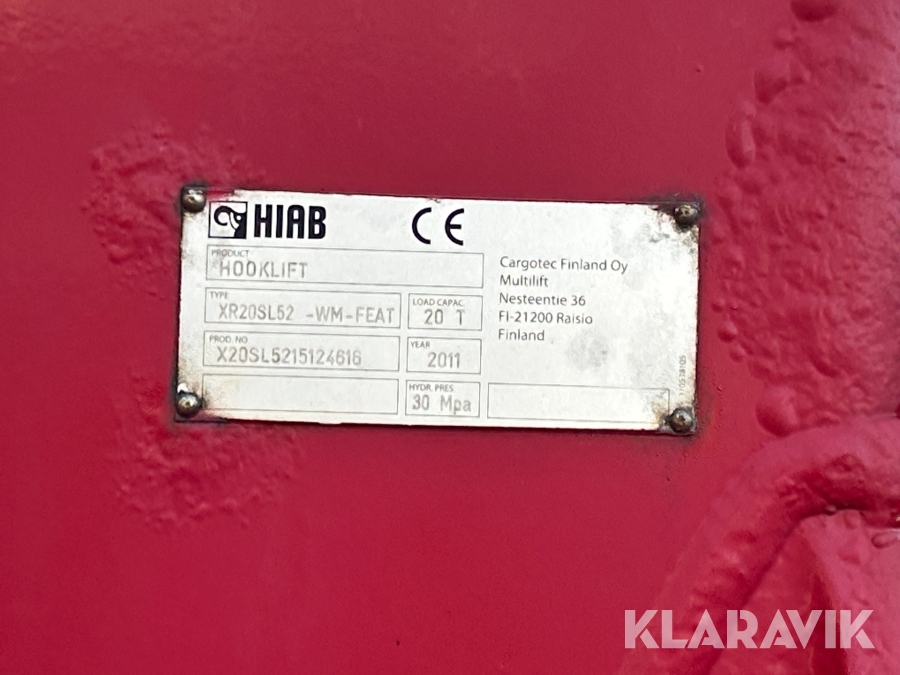 HIAB
CE
PRODUCT
HOOKLIFT
TYPE
XR20SL52 -WM-FEAT
LOAD CAPAC.
20 T
PROD. NO
X20SL5215124616
YEAR
2011
HYDR. PRES
30 Mpa
Cargotec Finland Oy
Multilift
Nesteentie 36
FI-21200 Raisio
Finland
KLARAVIK